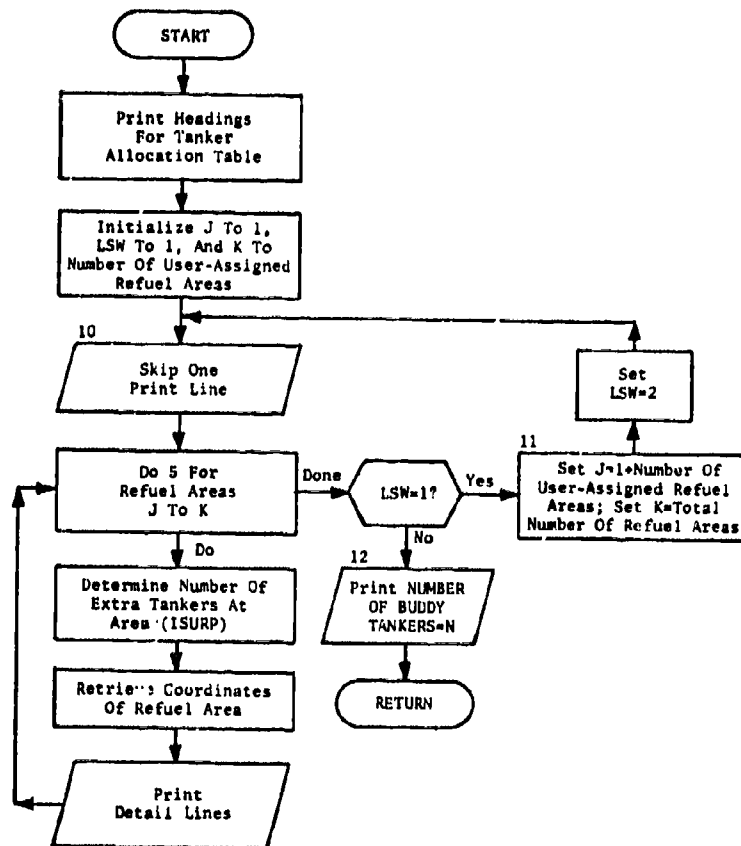 START
Print Headings
For Tanker
Allocation Table
Initialize J To 1,
LSW To 1, And K To
Number Of User-Assigned
Refuel Areas
10
Skip One
Print Line
Set
LSW=2
Do 5 For
Refuel Areas
J To K
Done
LSW=1?
Yes
11
Set J=1+Number Of
User-Assigned Refuel
Areas; Set K=Total
Number Of Refuel Areas
Do
No
Determine Number Of
Extra Tankers At
Area (ISURP)
12
Print NUMBER
OF BUDDY
TANKERS=N
Retrieve Coordinates
Of Refuel Area
RETURN
Print
Detail Lines